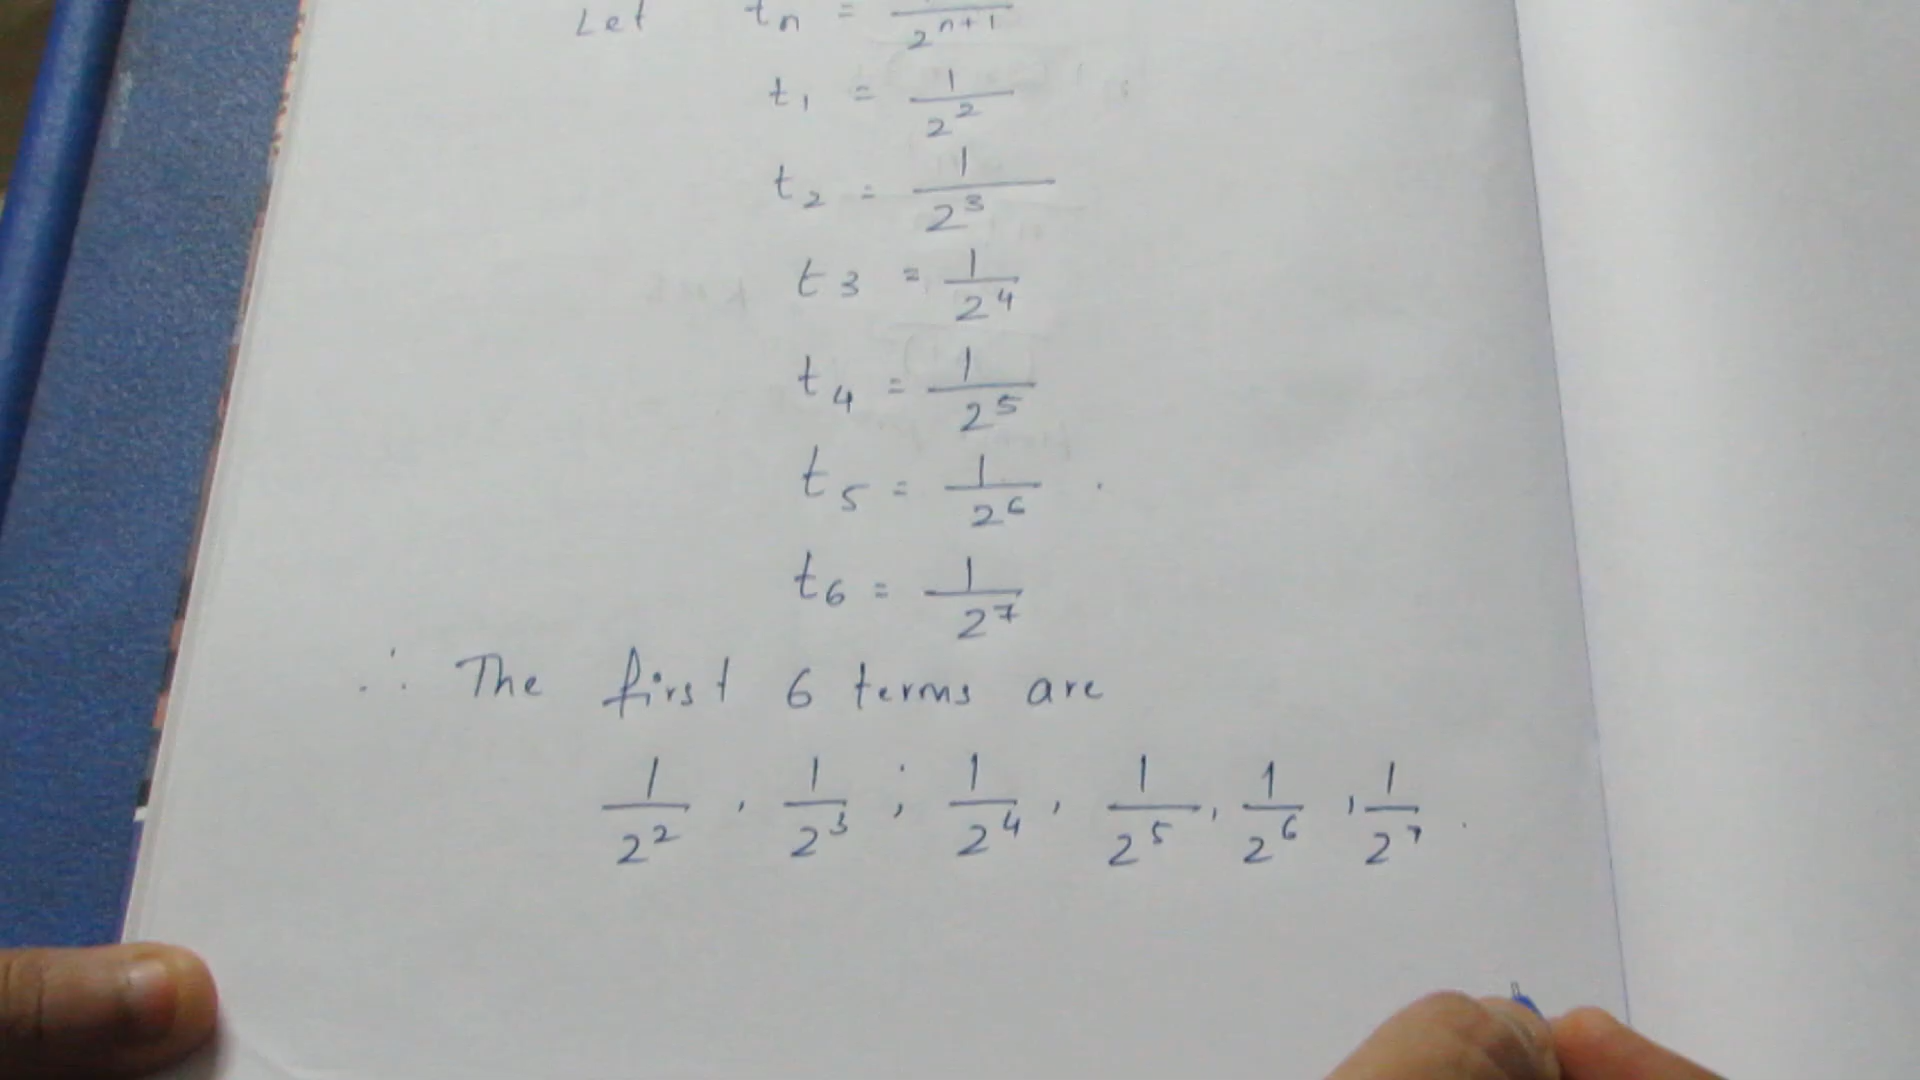 Let tn = 1/2^(n+1)
t1 = 1/2^2
t2 = 1/2^3
t3 = 1/2^4
t4 = 1/2^5
t5 = 1/2^6 .
t6 = 1/2^7
∴ The first 6 terms are
1/2^2 , 1/2^3 ; 1/2^4 , 1/2^5 , 1/2^6 , 1/2^7 .